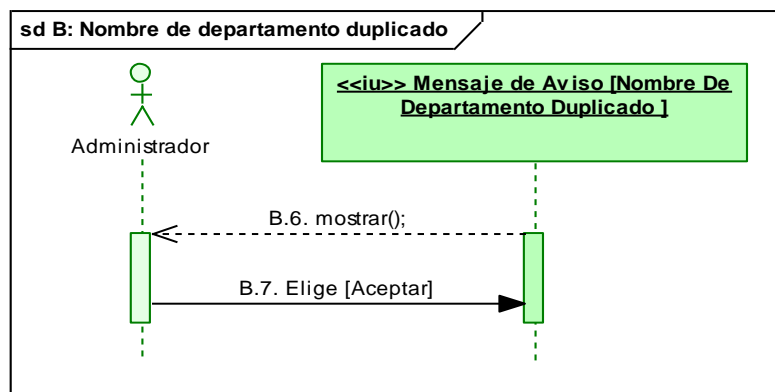 sd B: Nombre de departamento duplicado
<<iu>> Mensaje de Aviso [Nombre De
Departamento Duplicado ]
Administrador
B.6. mostrar();
B.7. Elige [Aceptar]